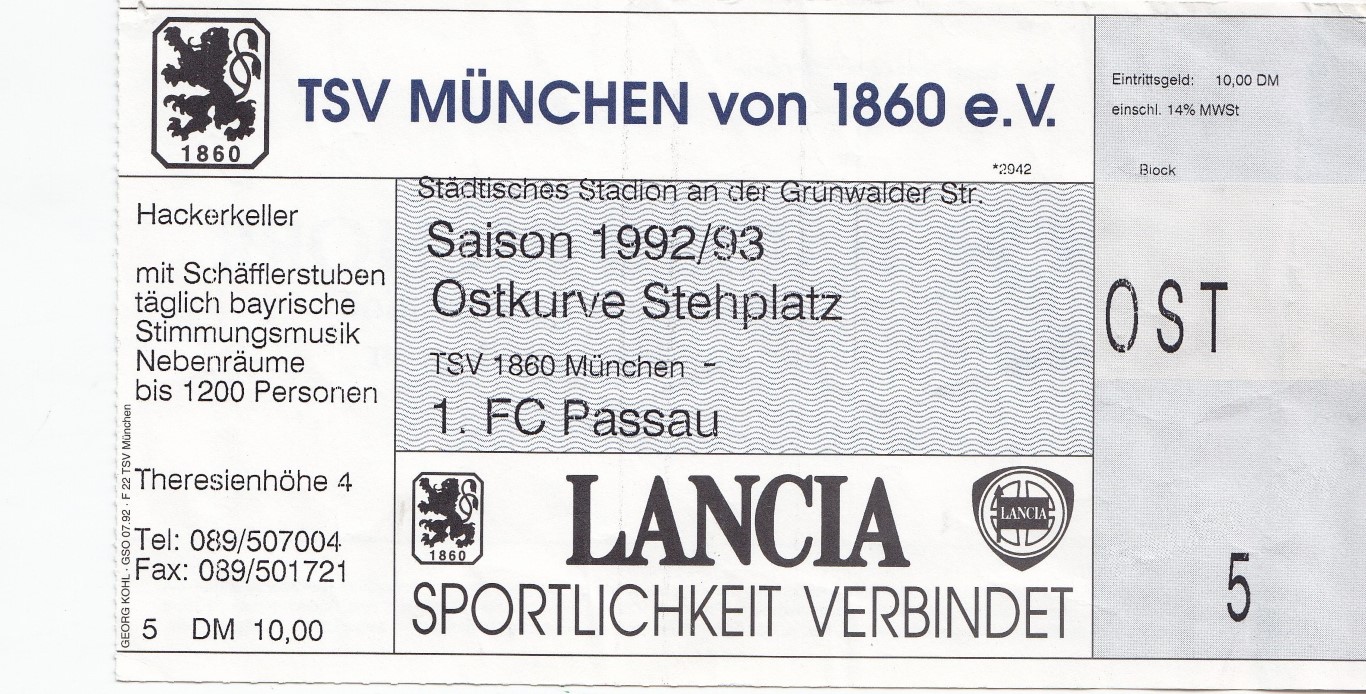 1860
TSV MÜNCHEN von 1860 e.V.
*2942
Hackerkeller
mit Schäfflerstuben
täglich bayrische
Stimmungsmusik
Nebenräume
bis 1200 Personen
Theresienhöhe 4
Tel: 089/507004
Fax: 089/501721
5 DM 10,00
GEORG KOHL · GSO 07.92 · F 22 TSV München
Städtisches Stadion an der Grünwalder Str.
Saison 1992/93
Ostkurve Stehplatz
TSV 1860 München -
1. FC Passau
1860
LANCIA
LANCIA
SPORTLICHKEIT VERBINDET
Eintrittsgeld: 10,00 DM
einschl. 14% MWSt
Block
OST
5